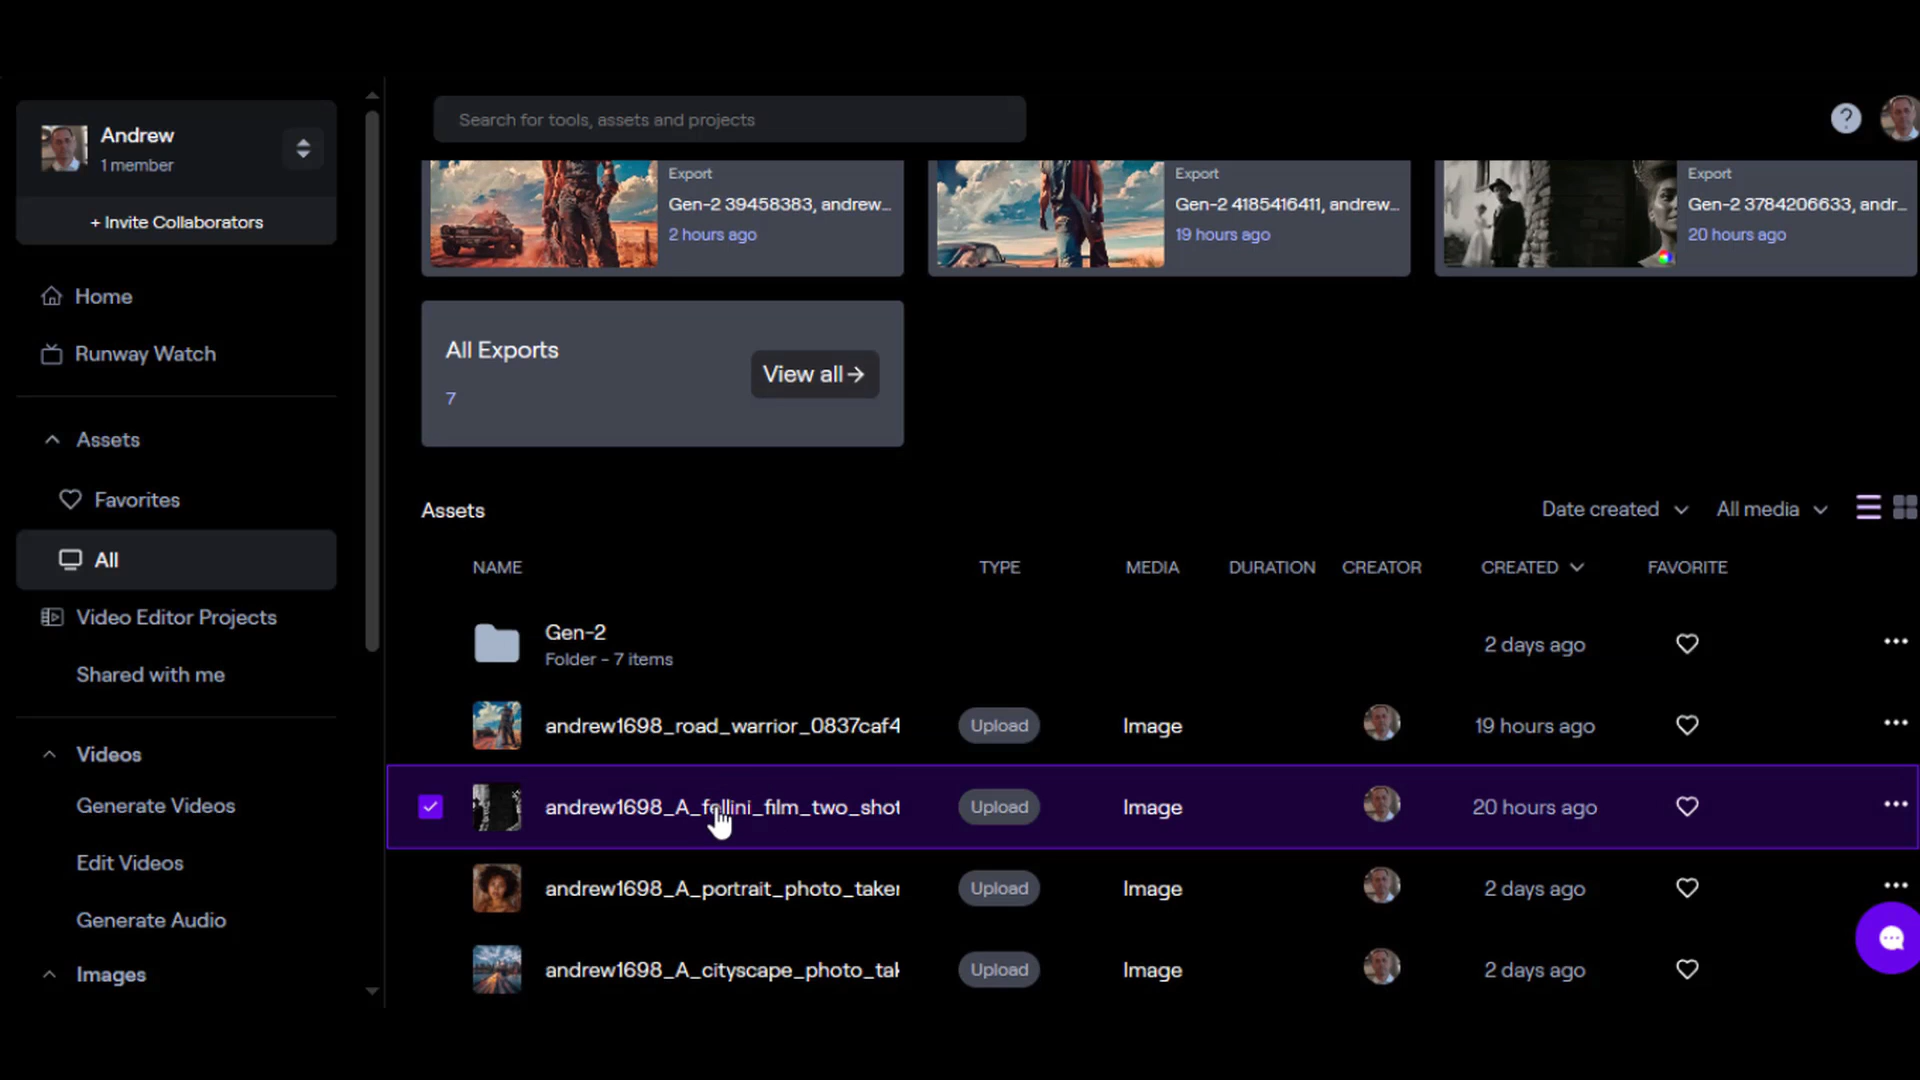 Andrew
1 member
+ Invite Collaborators
Home
Runway Watch
Assets
Favorites
All
Video Editor Projects
Shared with me
Videos
Generate Videos
Edit Videos
Generate Audio
Images
Search for tools, assets and projects
?
Export
Gen-2 39458383, andrew...
2 hours ago
Export
Gen-2 4185416411, andrew...
19 hours ago
Export
Gen-2 3784206633, andr...
20 hours ago
All Exports
7
View all→
Assets
Date created
All media
NAME TYPE MEDIA DURATION CREATOR CREATED FAVORITE
Gen-2
Folder - 7 items
2 days ago
andrew1698_road_warrior_0837caf4 Upload Image 19 hours ago
andrew1698_A_fellini_film_two_shot Upload Image 20 hours ago
andrew1698_A_portrait_photo_taken Upload Image 2 days ago
andrew1698_A_cityscape_photo_tak Upload Image 2 days ago